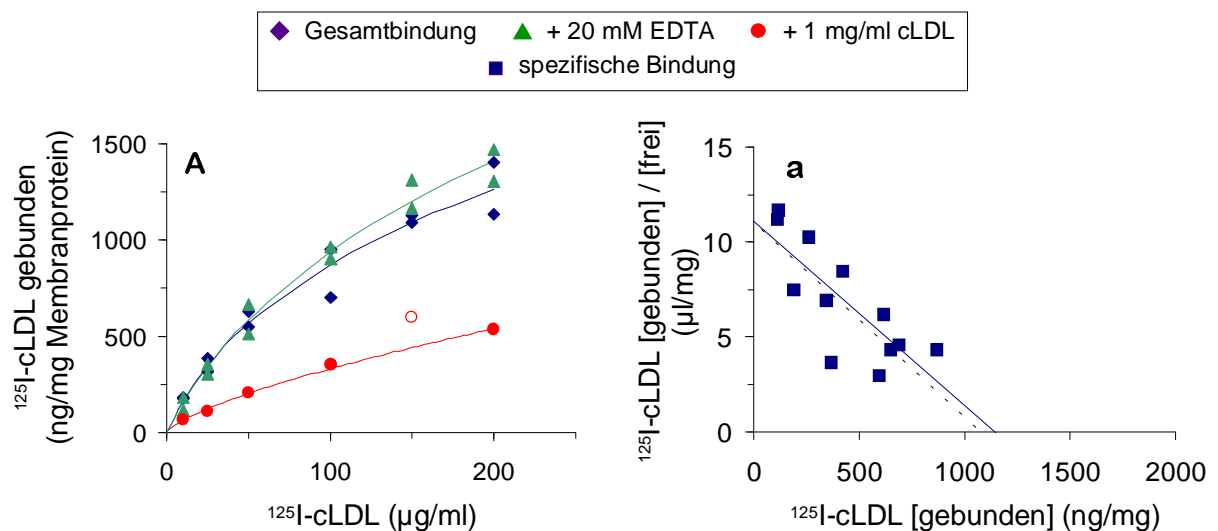 Gesamtbindung + 20 mM EDTA + 1 mg/ml cLDL
spezifische Bindung
A
¹²⁵I-cLDL gebunden
(ng/mg Membranprotein)
1500
1000
500
0
0 100 200
¹²⁵I-cLDL (µg/ml)
a
¹²⁵I-cLDL [gebunden] / [frei]
(µl/mg)
15
10
5
0
0 500 1000 1500 2000
¹²⁵I-cLDL [gebunden] (ng/mg)